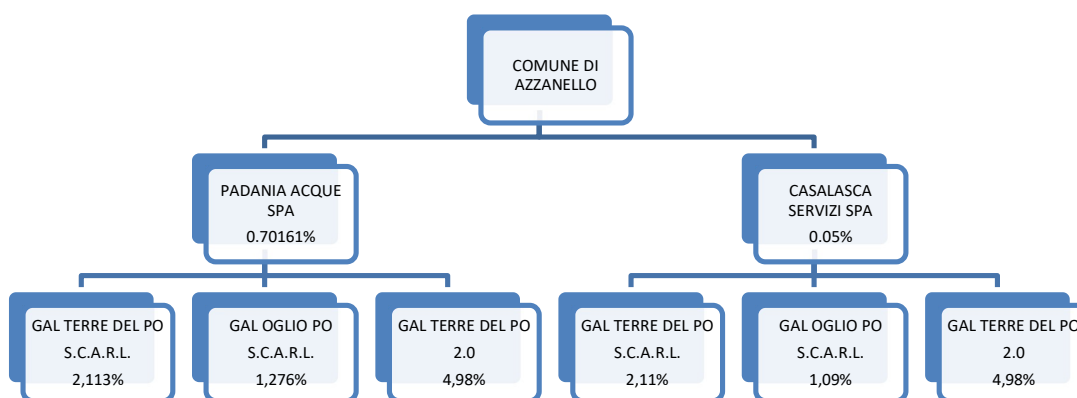 COMUNE DI
AZZANELLO
PADANIA ACQUE
SPA
0.70161%
CASALASCA
SERVIZI SPA
0.05%
GAL TERRE DEL PO
S.C.A.R.L.
2,113%
GAL OGLIO PO
S.C.A.R.L.
1,276%
GAL TERRE DEL PO
2.0
4,98%
GAL TERRE DEL PO
S.C.A.R.L.
2,11%
GAL OGLIO PO
S.C.A.R.L.
1,09%
GAL TERRE DEL PO
2.0
4,98%